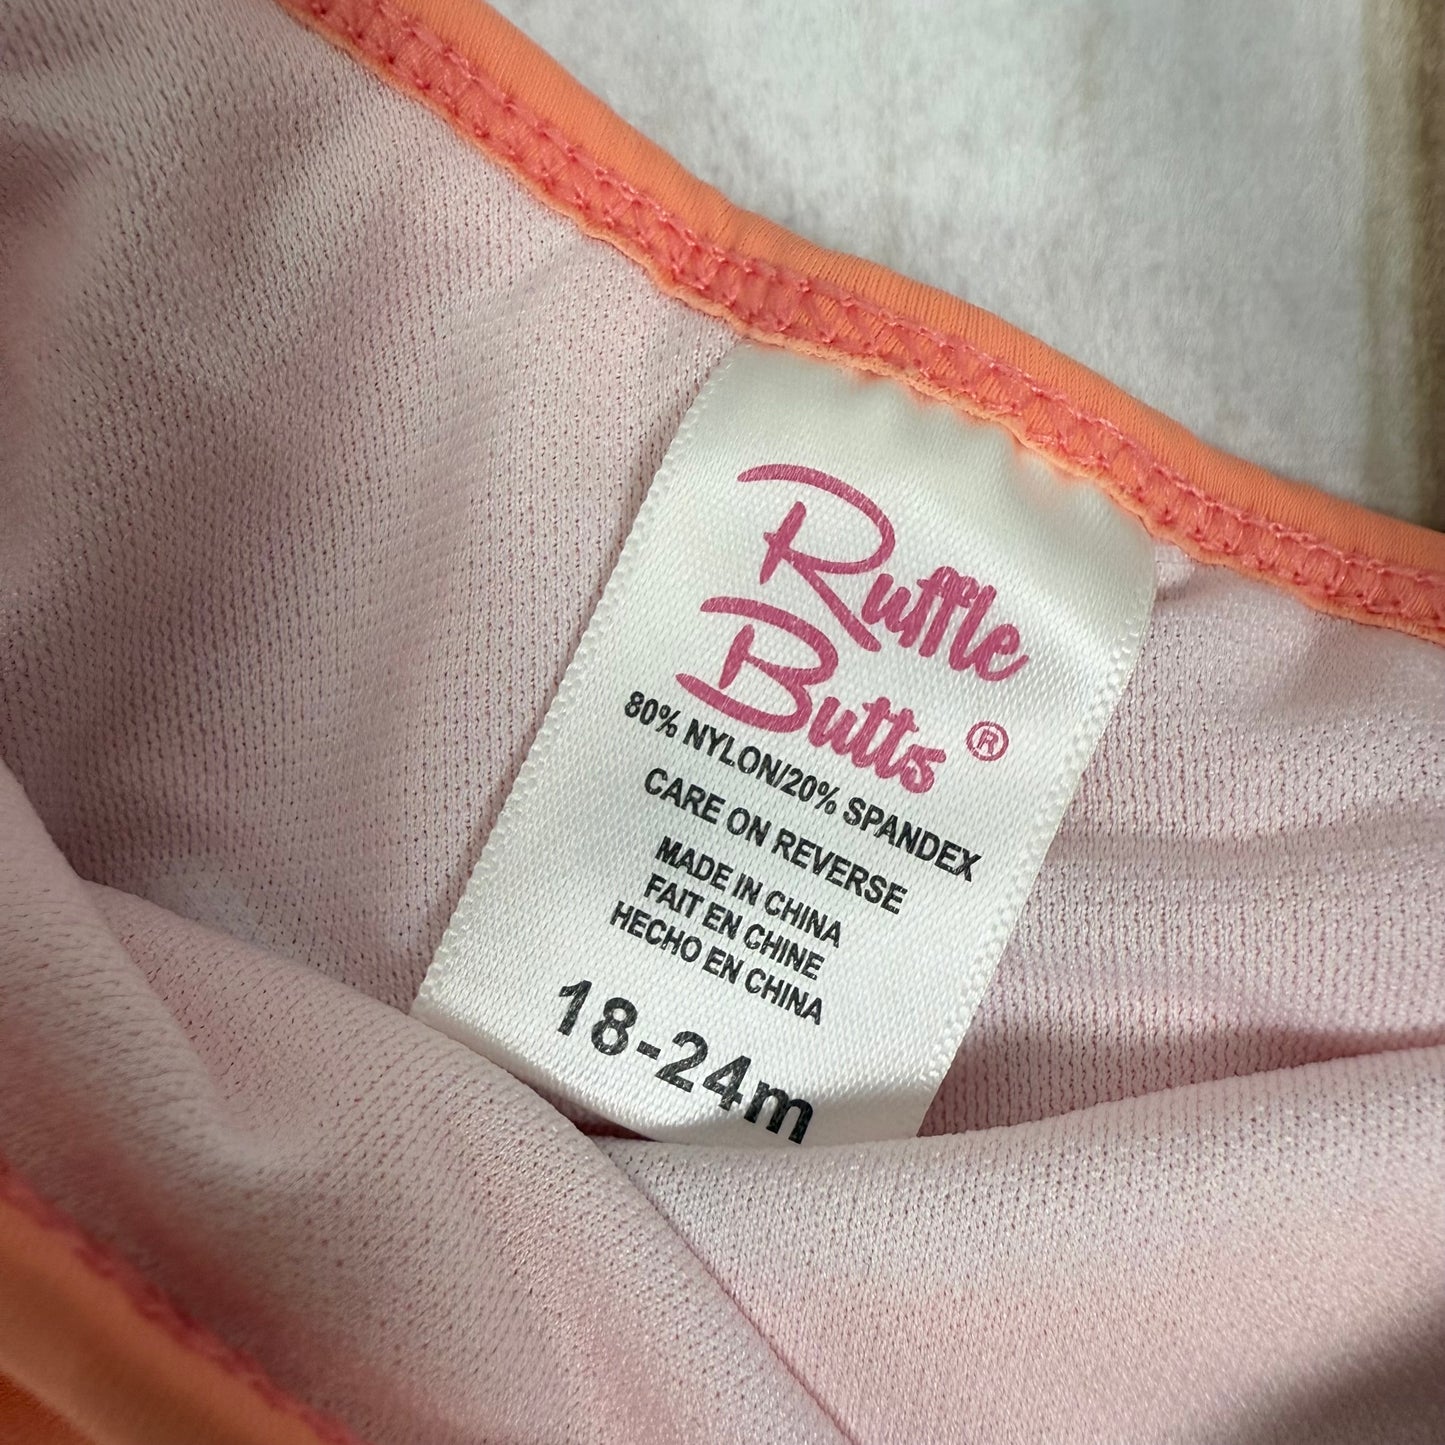 Ruffle
Butts®
80% NYLON/20% SPANDEX
CARE ON REVERSE
MADE IN CHINA
FAIT EN CHINE
HECHO EN CHINA
18-24m